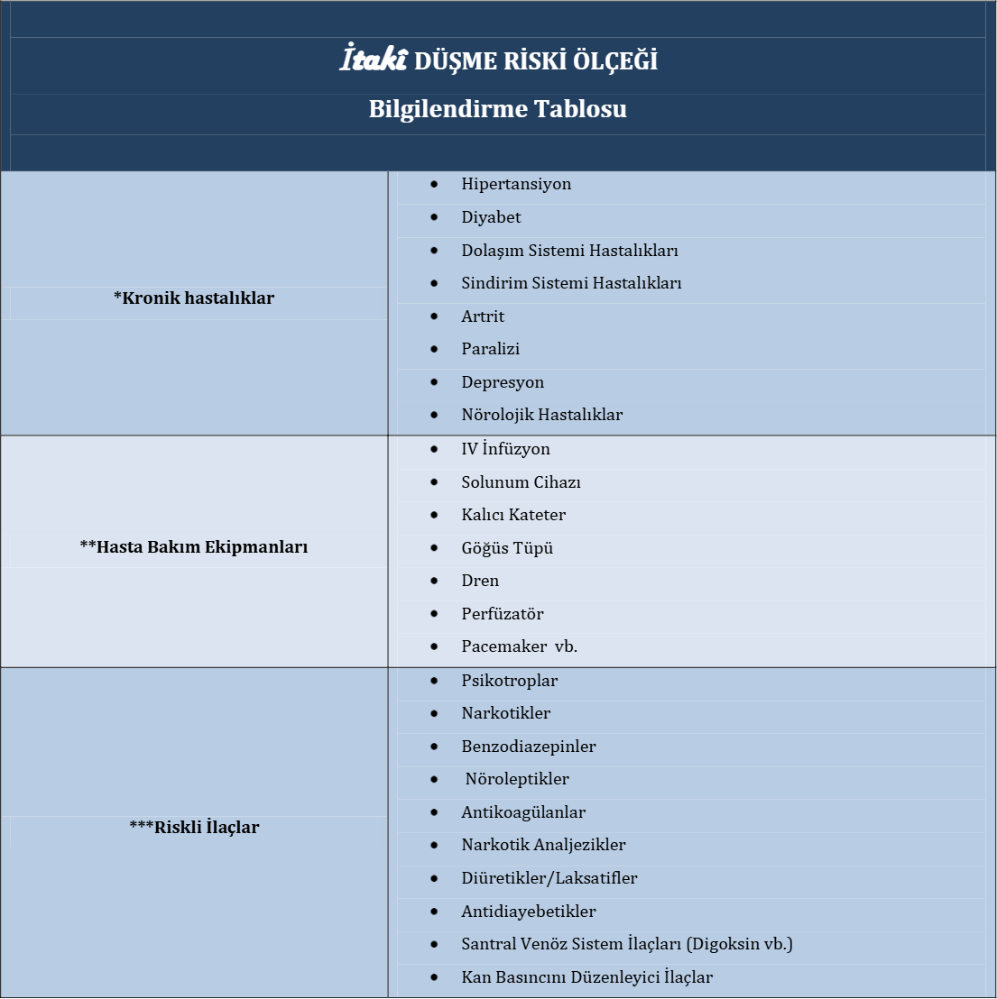 İtakî DÜŞME RİSKİ ÖLÇEĞİ
Bilgilendirme Tablosu
*Kronik hastalıklar
• Hipertansiyon
• Diyabet
• Dolaşım Sistemi Hastalıkları
• Sindirim Sistemi Hastalıkları
• Artrit
• Paralizi
• Depresyon
• Nörolojik Hastalıklar
**Hasta Bakım Ekipmanları
• IV İnfüzyon
• Solunum Cihazı
• Kalıcı Kateter
• Göğüs Tüpü
• Dren
• Perfüzatör
• Pacemaker  vb.
***Riskli İlaçlar
• Psikotroplar
• Narkotikler
• Benzodiazepinler
• Nöroleptikler
• Antikoagülanlar
• Narkotik Analjezikler
• Diüretikler/Laksatifler
• Antidiayebetikler
• Santral Venöz Sistem İlaçları (Digoksin vb.)
• Kan Basıncını Düzenleyici İlaçlar